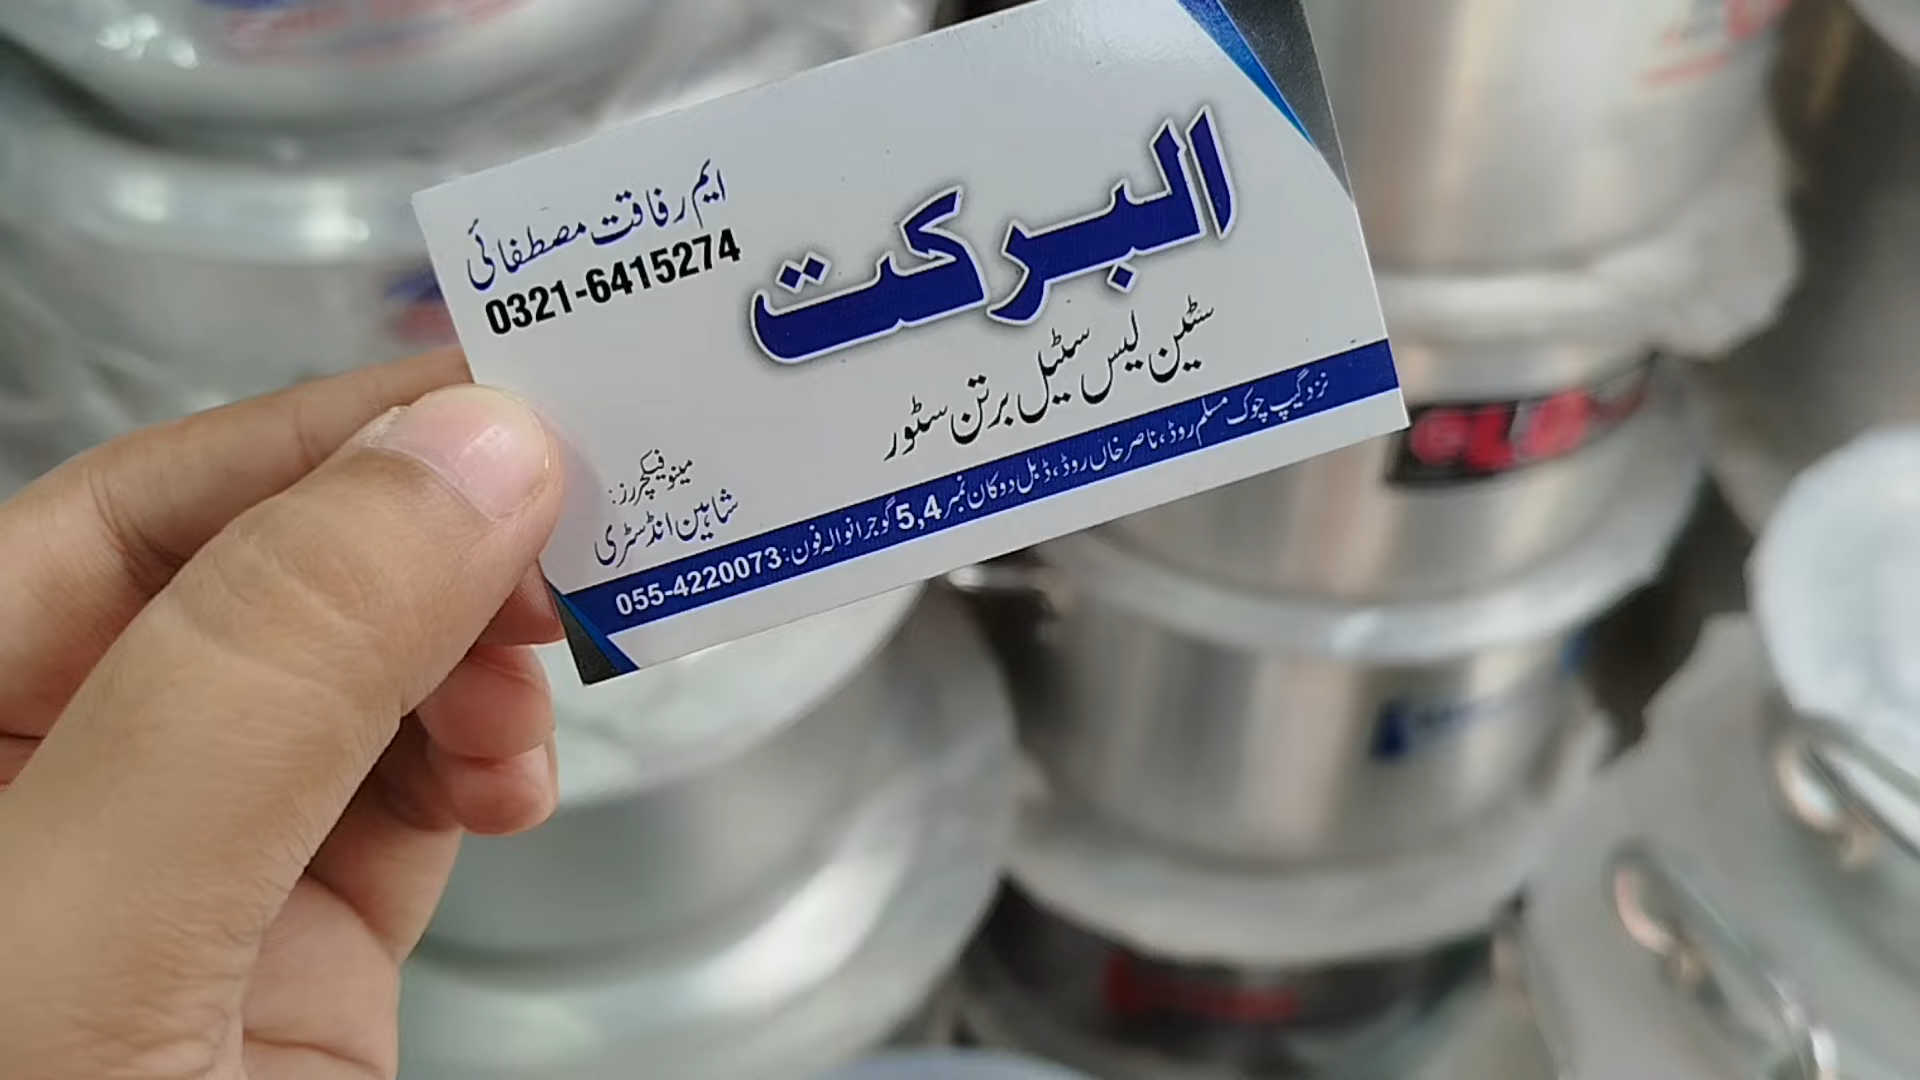 البرکت
سٹین لیس سٹیل برتن سٹور
ایم رفاقت مصطفائی
0321-6415274
مینوفیکچررز:
شاہین انڈسٹری
نزد گیپ چوک مسلم روڈ، ناصر خاں روڈ، ڈبل دوکان نمبر 5,4 گوجرانوالہ فون: 055-4220073